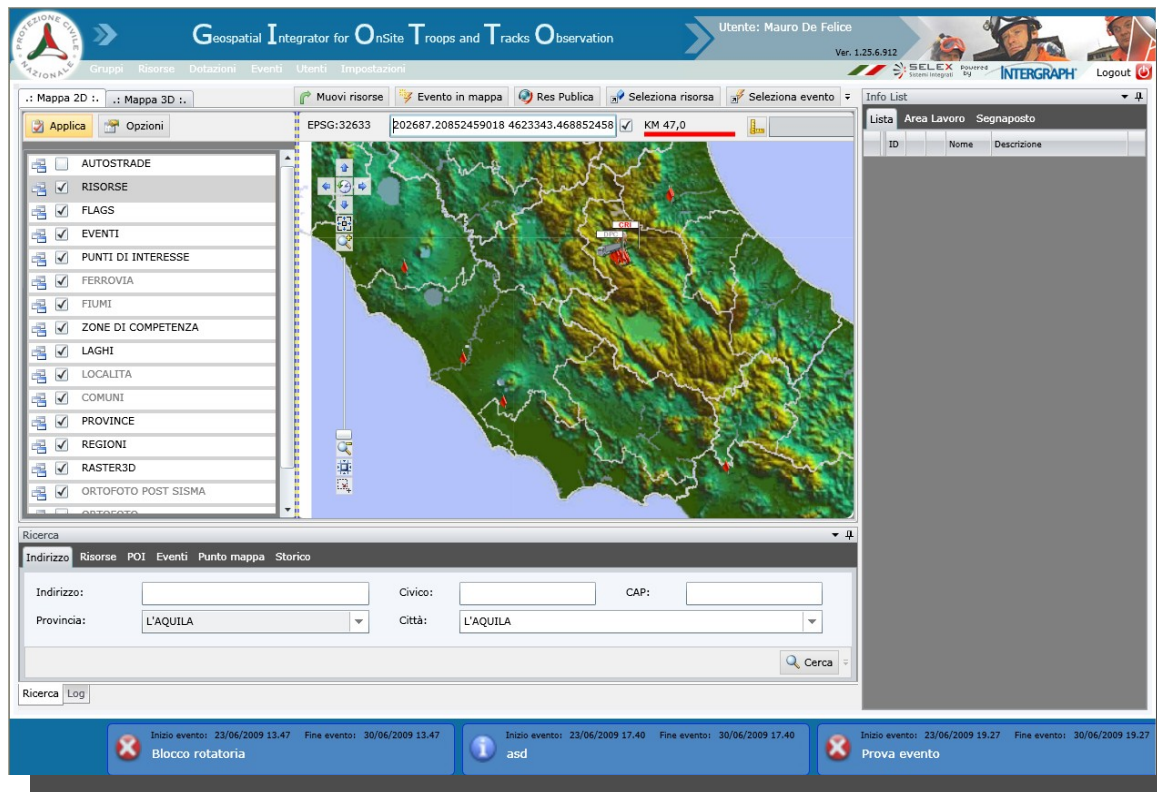 PROTEZIONE CIVILE
NAZIONALE
Geospatial Integrator for OnSite Troops and Tracks Observation
Utente: Mauro De Felice
Ver. 1.25.6.912
Gruppi Risorse Dotazioni Eventi Utenti Impostazioni
SELEX Sistemi Integrati Powered By INTERGRAPH Logout
.: Mappa 2D :. .: Mappa 3D :.
Muovi risorse Evento in mappa Res Publica Seleziona risorsa Seleziona evento
Info List
Applica Opzioni
EPSG:32633 202687.20852459018 4623343.468852458 KM 47,0
Lista Area Lavoro Segnaposto
ID Nome Descrizione
AUTOSTRADE
RISORSE
FLAGS
EVENTI
PUNTI DI INTERESSE
FERROVIA
FIUMI
ZONE DI COMPETENZA
LAGHI
LOCALITA
COMUNI
PROVINCE
REGIONI
RASTER3D
ORTOFOTO POST SISMA
ORTOFOTO
CRI
DPC
Ricerca
Indirizzo Risorse POI Eventi Punto mappa Storico
Indirizzo: Civico: CAP:
Provincia: L'AQUILA Città: L'AQUILA
Cerca
Ricerca Log
Inizio evento: 23/06/2009 13.47 Fine evento: 30/06/2009 13.47
Blocco rotatoria
Inizio evento: 23/06/2009 17.40 Fine evento: 30/06/2009 17.40
asd
Inizio evento: 23/06/2009 19.27 Fine evento: 30/06/2009 19.27
Prova evento